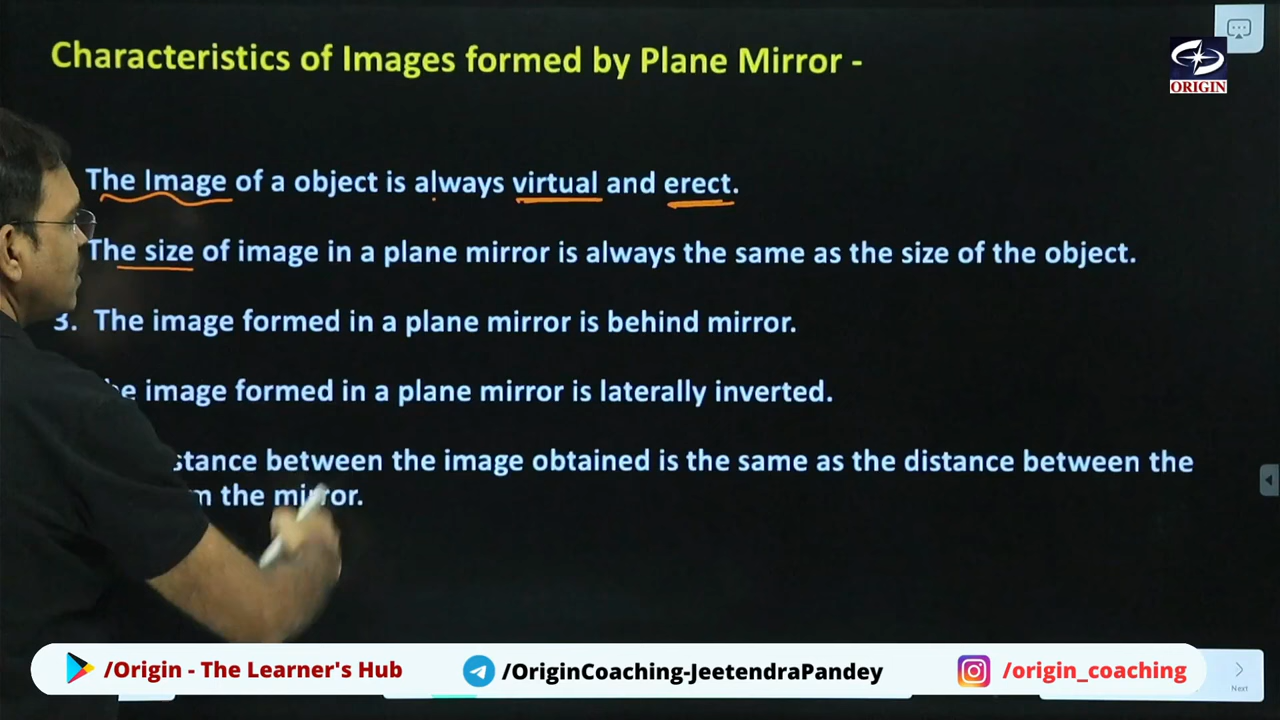 Characteristics of Images formed by Plane Mirror -
ORIGIN
The Image of a object is always virtual and erect.
The size of image in a plane mirror is always the same as the size of the object.
3. The image formed in a plane mirror is behind mirror.
he image formed in a plane mirror is laterally inverted.
stance between the image obtained is the same as the distance between the
m the mirror.
/Origin - The Learner's Hub
/OriginCoaching-JeetendraPandey
/origin_coaching
Next